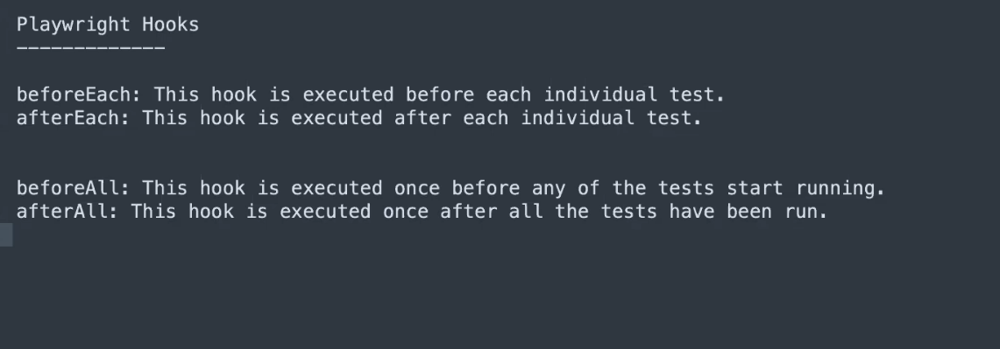 Playwright Hooks
-------------
beforeEach: This hook is executed before each individual test.
afterEach: This hook is executed after each individual test.
beforeAll: This hook is executed once before any of the tests start running.
afterAll: This hook is executed once after all the tests have been run.